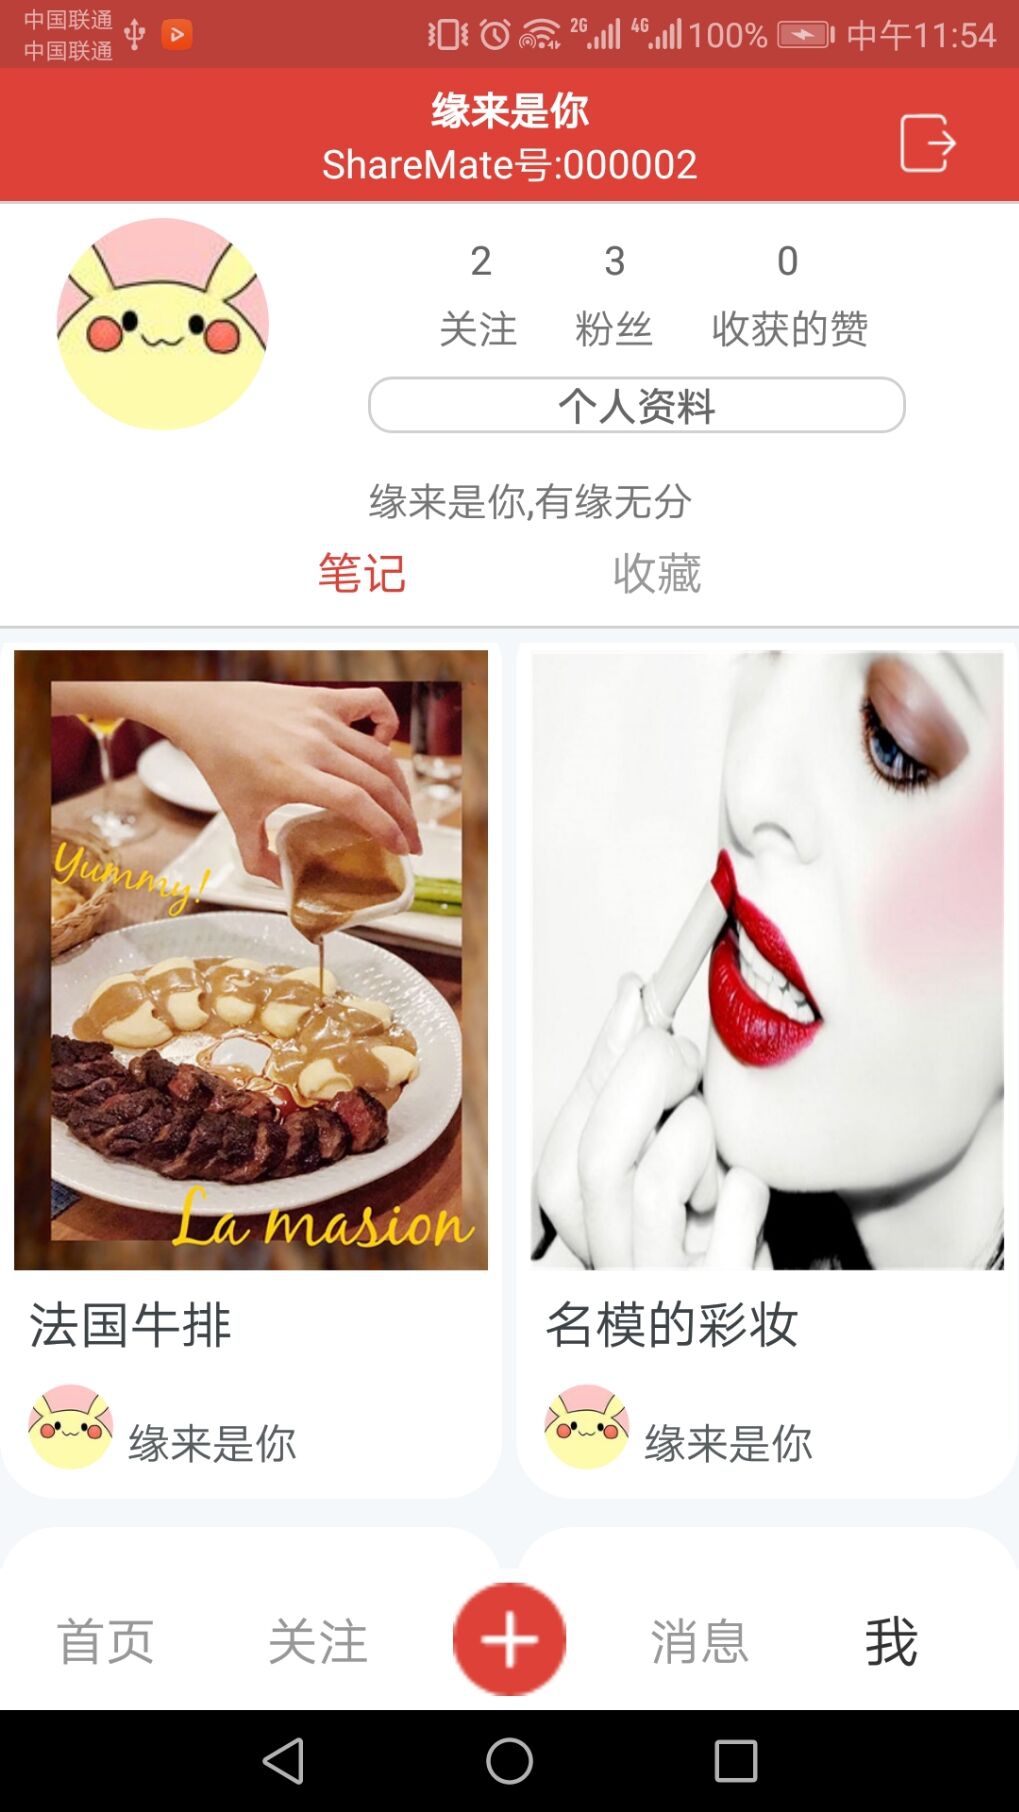 中国联通
中国联通
2G 4G 100% 中午11:54
缘来是你
ShareMate号:000002
2 3 0
关注 粉丝 收获的赞
个人资料
缘来是你,有缘无分
笔记 收藏
Yummy!
La masion
法国牛排
名模的彩妆
缘来是你
缘来是你
首页 关注 消息 我